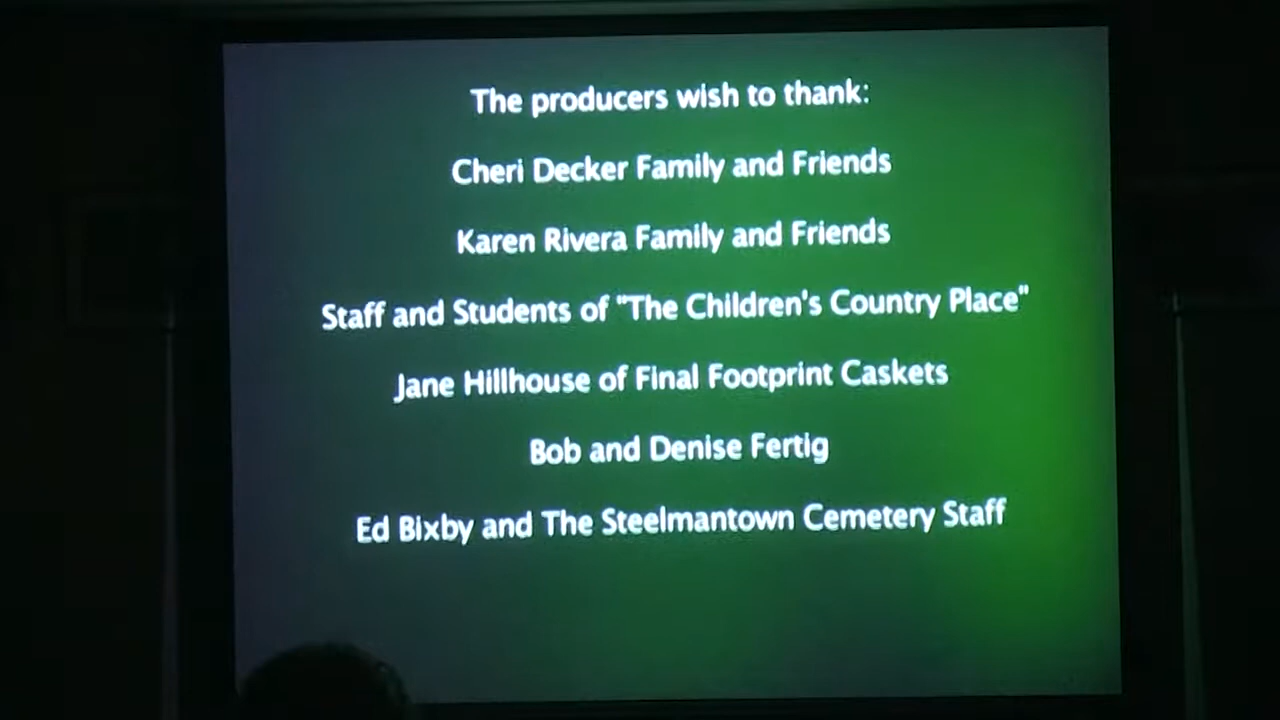 The producers wish to thank:
Cheri Decker Family and Friends
Karen Rivera Family and Friends
Staff and Students of "The Children's Country Place"
Jane Hillhouse of Final Footprint Caskets
Bob and Denise Fertig
Ed Bixby and The Steelmantown Cemetery Staff